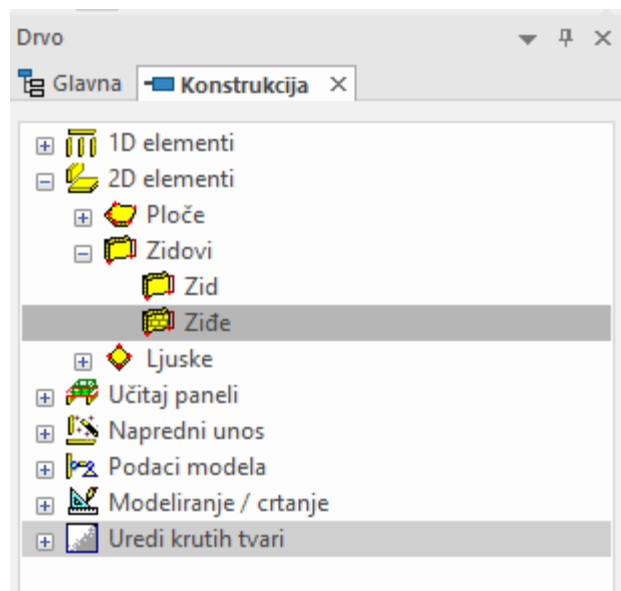 Drvo
Glavna Konstrukcija
1D elementi
2D elementi
Ploče
Zidovi
Zid
Ziđe
Ljuske
Učitaj paneli
Napredni unos
Podaci modela
Modeliranje / crtanje
Uredi krutih tvari